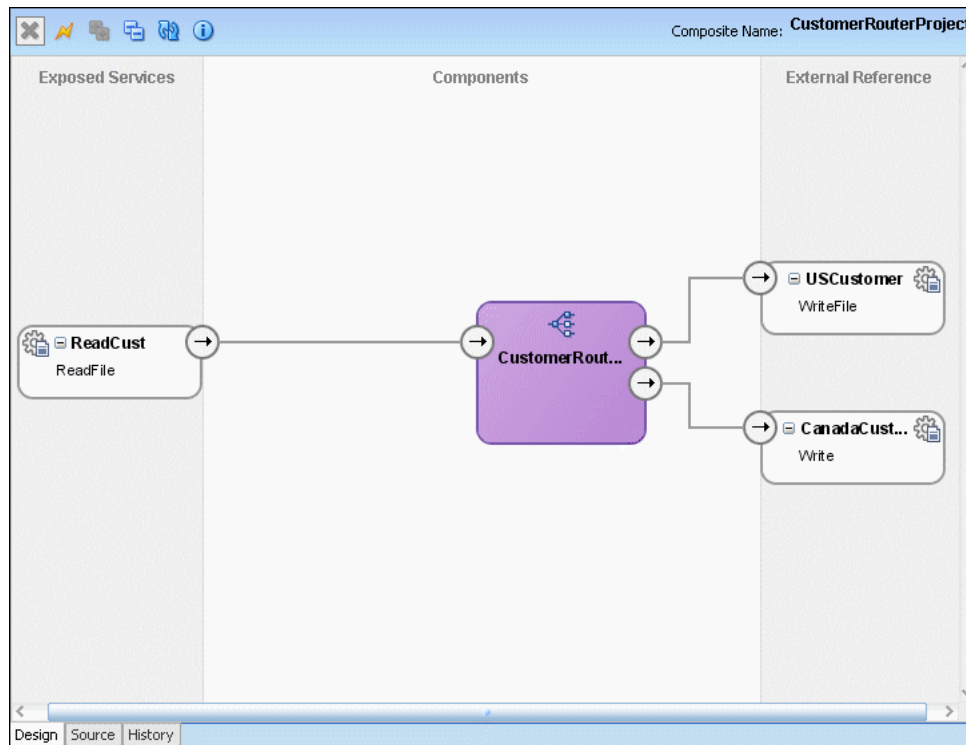 Composite Name: CustomerRouterProject
Exposed Services
Components
External Reference
USCustomer
WriteFile
ReadCust
ReadFile
CustomerRout...
CanadaCust...
Write
Design Source History